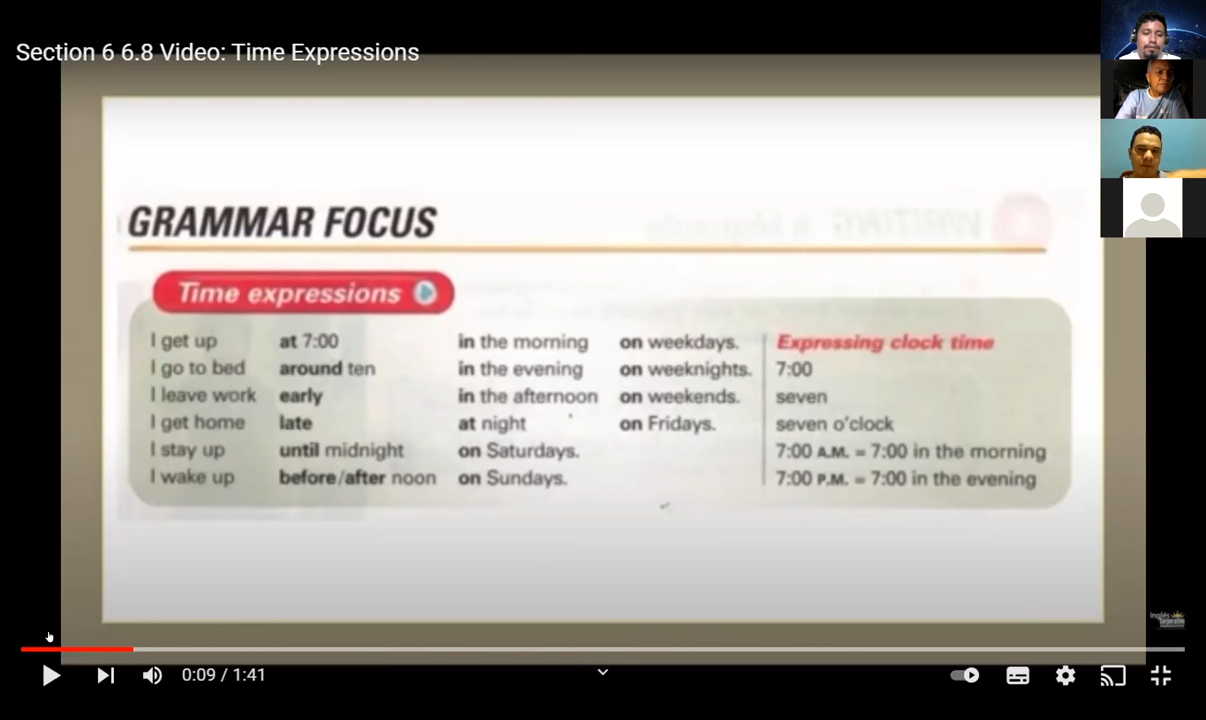 Section 6 6.8 Video: Time Expressions
GRAMMAR FOCUS
Time expressions
I get up at 7:00 in the morning on weekdays.
I go to bed around ten in the evening on weeknights.
I leave work early in the afternoon on weekends.
I get home late at night on Fridays.
I stay up until midnight on Saturdays.
I wake up before/after noon on Sundays.
Expressing clock time
7:00
seven
seven o'clock
7:00 A.M. = 7:00 in the morning
7:00 P.M. = 7:00 in the evening
0:09 / 1:41